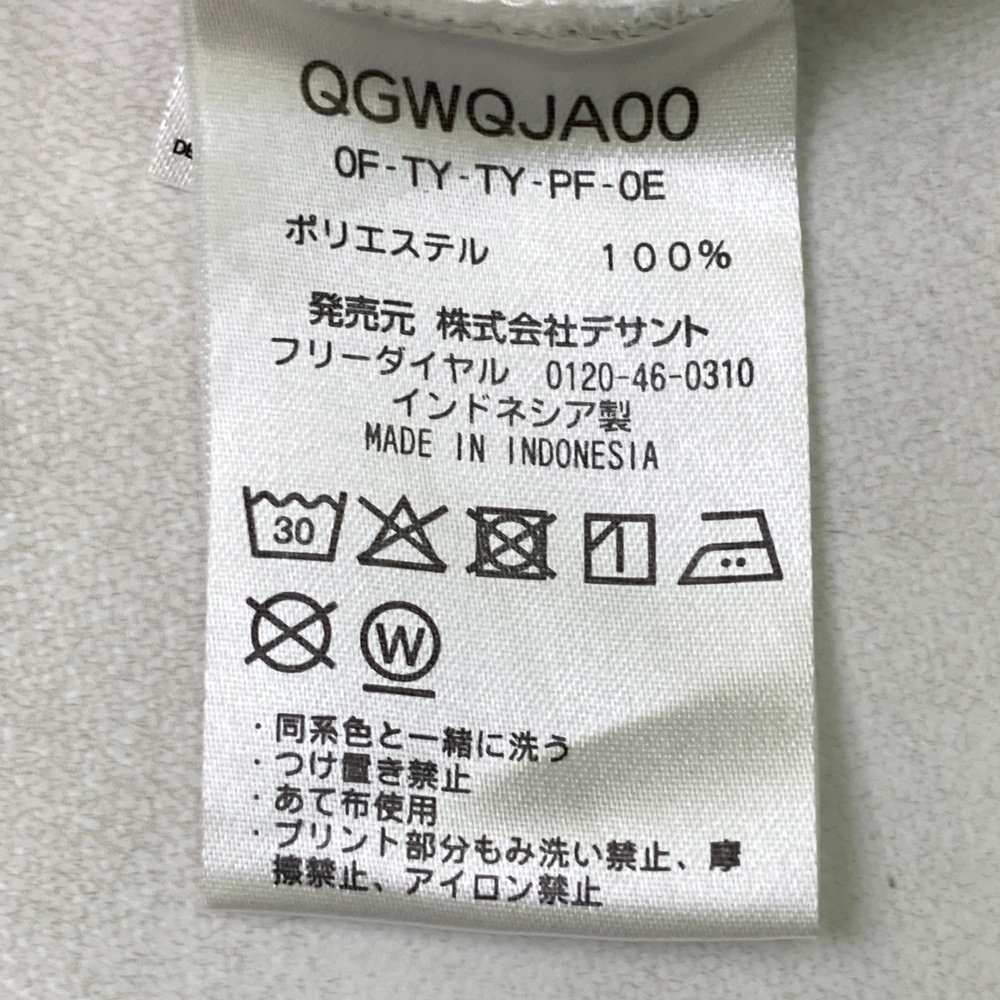 QGWQJA00
0F-TY-TY-PF-0E
ポリエステル 100%
発売元 株式会社デサント
フリーダイヤル 0120-46-0310
インドネシア製
MADE IN INDONESIA
30
W
・同系色と一緒に洗う
・つけ置き禁止
・あて布使用
・プリント部分もみ洗い禁止、摩
擦禁止、アイロン禁止